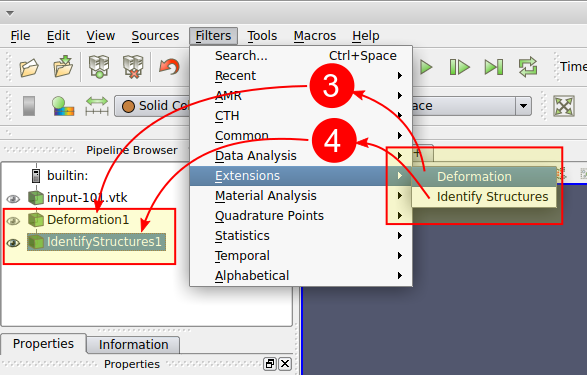 File Edit View Sources Filters Tools Macros Help
Search... Ctrl+Space
Time
Recent
3
AMR
Solid Co
ace
CTH
4
Common
Pipeline Browser
Data Analysis
builtin:
Extensions
Deformation
input-101.vtk
Material Analysis
Identify Structures
Deformation1
Quadrature Points
IdentifyStructures1
Statistics
Temporal
Alphabetical
Properties Information
Properties